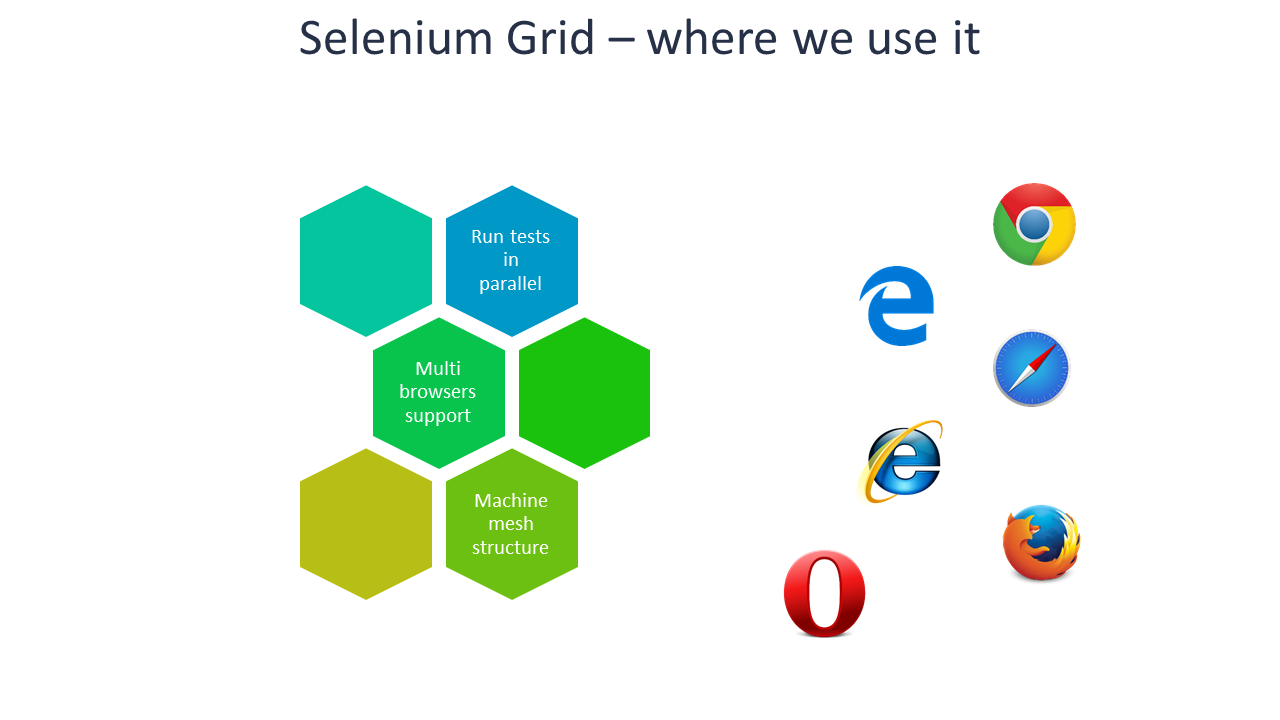 Selenium Grid – where we use it
Run tests
in
parallel
Multi
browsers
support
Machine
mesh
structure